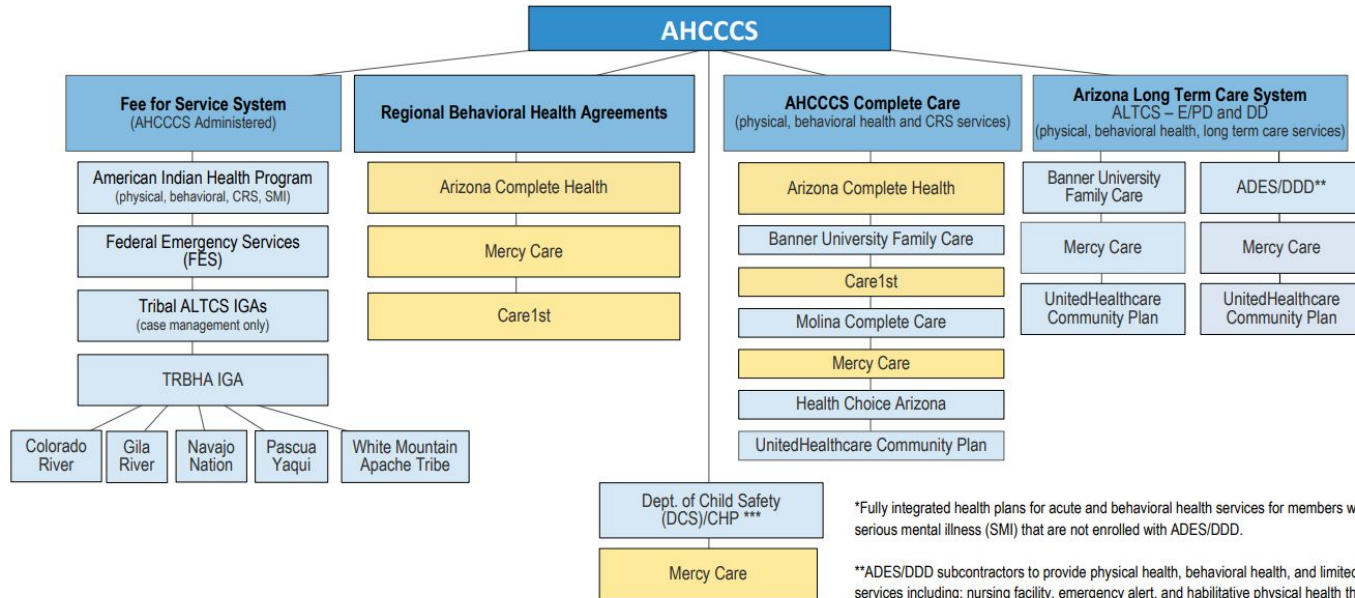 AHCCCS
Fee for Service System
(AHCCCS Administered)
American Indian Health Program
(physical, behavioral, CRS, SMI)
Federal Emergency Services
(FES)
Tribal ALTCS IGAs
(case management only)
TRBHA IGA
Colorado
River
Gila
River
Navajo
Nation
Pascua
Yaqui
White Mountain
Apache Tribe
Regional Behavioral Health Agreements
Arizona Complete Health
Mercy Care
Care1st
Dept. of Child Safety
(DCS)/CHP ***
Mercy Care
AHCCCS Complete Care
(physical, behavioral health and CRS services)
Arizona Complete Health
Banner University Family Care
Care1st
Molina Complete Care
Mercy Care
Health Choice Arizona
UnitedHealthcare Community Plan
Arizona Long Term Care System
ALTCS – E/PD and DD
(physical, behavioral health, long term care services)
Banner University
Family Care
Mercy Care
UnitedHealthcare
Community Plan
ADES/DDD**
Mercy Care
UnitedHealthcare
Community Plan
*Fully integrated health plans for acute and behavioral health services for members w
serious mental illness (SMI) that are not enrolled with ADES/DDD.
**ADES/DDD subcontractors to provide physical health, behavioral health, and limited
services including: nursing facility, emergency alert, and habilitative physical health th